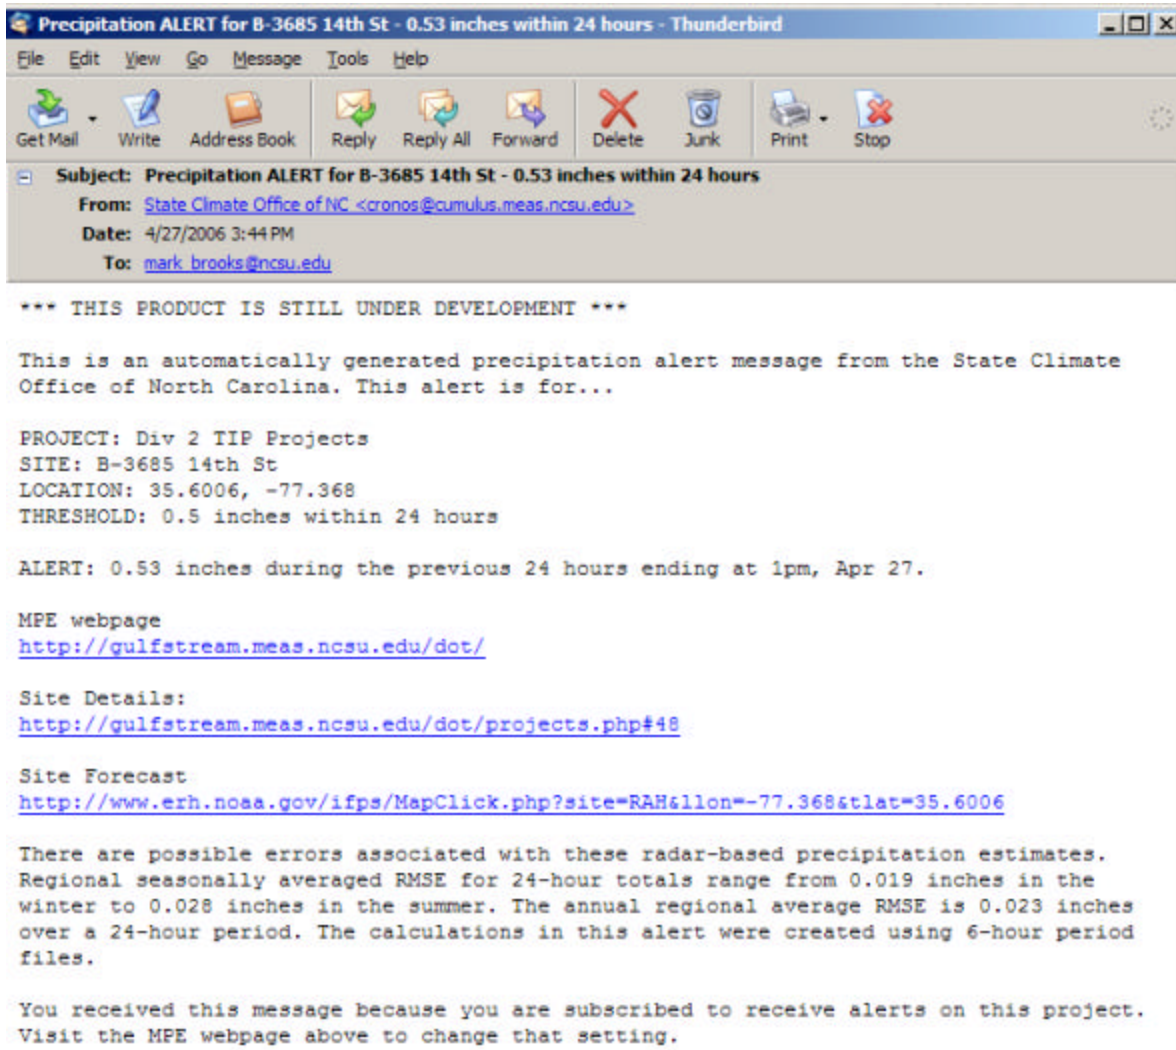 Precipitation ALERT for B-3685 14th St - 0.53 inches within 24 hours - Thunderbird
File Edit View Go Message Tools Help
Get Mail Write Address Book Reply Reply All Forward Delete Junk Print Stop
Subject: Precipitation ALERT for B-3685 14th St - 0.53 inches within 24 hours
From: State Climate Office of NC <cronos@cumulus.meas.ncsu.edu>
Date: 4/27/2006 3:44 PM
To: mark_brooks@ncsu.edu
*** THIS PRODUCT IS STILL UNDER DEVELOPMENT ***
This is an automatically generated precipitation alert message from the State Climate
Office of North Carolina. This alert is for...
PROJECT: Div 2 TIP Projects
SITE: B-3685 14th St
LOCATION: 35.6006, -77.368
THRESHOLD: 0.5 inches within 24 hours
ALERT: 0.53 inches during the previous 24 hours ending at 1pm, Apr 27.
MPE webpage
http://gulfstream.meas.ncsu.edu/dot/
Site Details:
http://gulfstream.meas.ncsu.edu/dot/projects.php#48
Site Forecast
http://www.erh.noaa.gov/ifps/MapClick.php?site=RAH&llon=-77.368&tlat=35.6006
There are possible errors associated with these radar-based precipitation estimates.
Regional seasonally averaged RMSE for 24-hour totals range from 0.019 inches in the
winter to 0.028 inches in the summer. The annual regional average RMSE is 0.023 inches
over a 24-hour period. The calculations in this alert were created using 6-hour period
files.
You received this message because you are subscribed to receive alerts on this project.
Visit the MPE webpage above to change that setting.